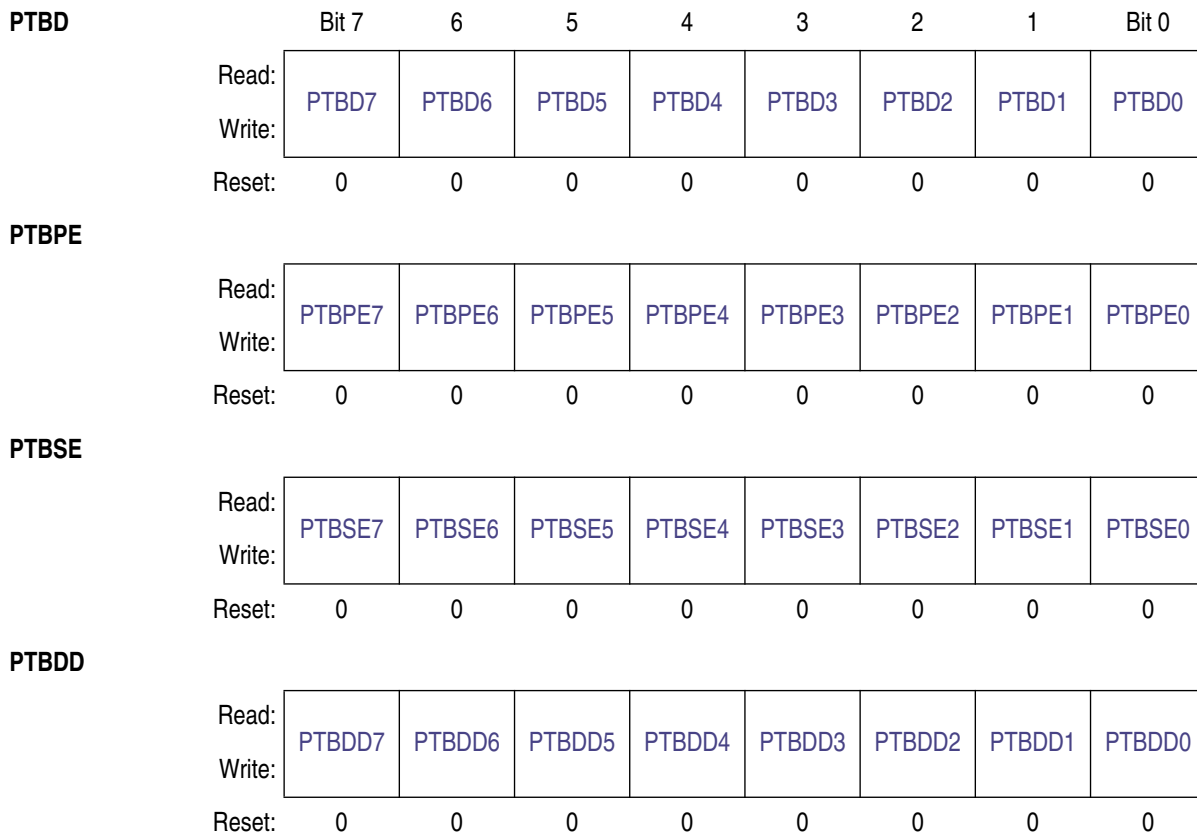 PTBD Bit 7 6 5 4 3 2 1 Bit 0
Read:
PTBD7 PTBD6 PTBD5 PTBD4 PTBD3 PTBD2 PTBD1 PTBD0
Write:
Reset: 0 0 0 0 0 0 0 0
PTBPE
Read:
PTBPE7 PTBPE6 PTBPE5 PTBPE4 PTBPE3 PTBPE2 PTBPE1 PTBPE0
Write:
Reset: 0 0 0 0 0 0 0 0
PTBSE
Read:
PTBSE7 PTBSE6 PTBSE5 PTBSE4 PTBSE3 PTBSE2 PTBSE1 PTBSE0
Write:
Reset: 0 0 0 0 0 0 0 0
PTBDD
Read:
PTBDD7 PTBDD6 PTBDD5 PTBDD4 PTBDD3 PTBDD2 PTBDD1 PTBDD0
Write:
Reset: 0 0 0 0 0 0 0 0